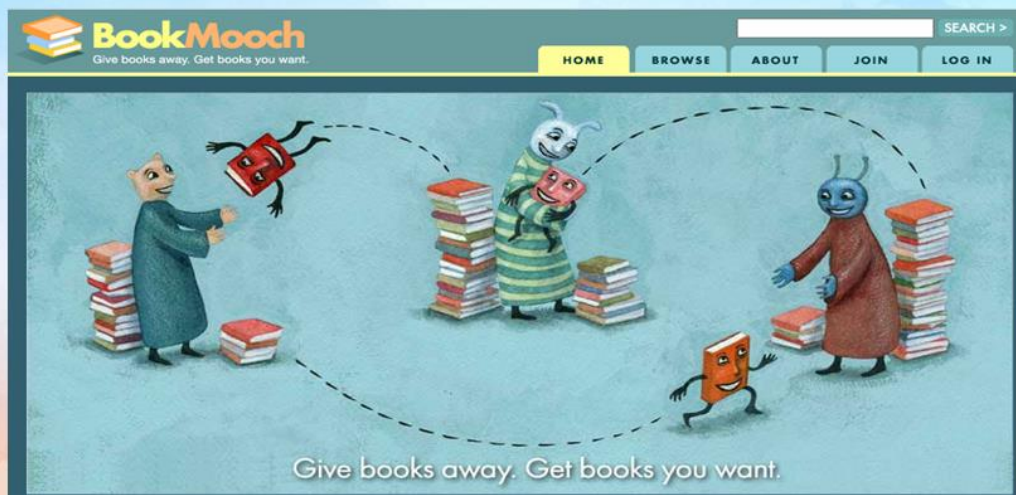 BookMooch
Give books away. Get books you want.
SEARCH >
HOME
BROWSE
ABOUT
JOIN
LOG IN
Give books away. Get books you want.